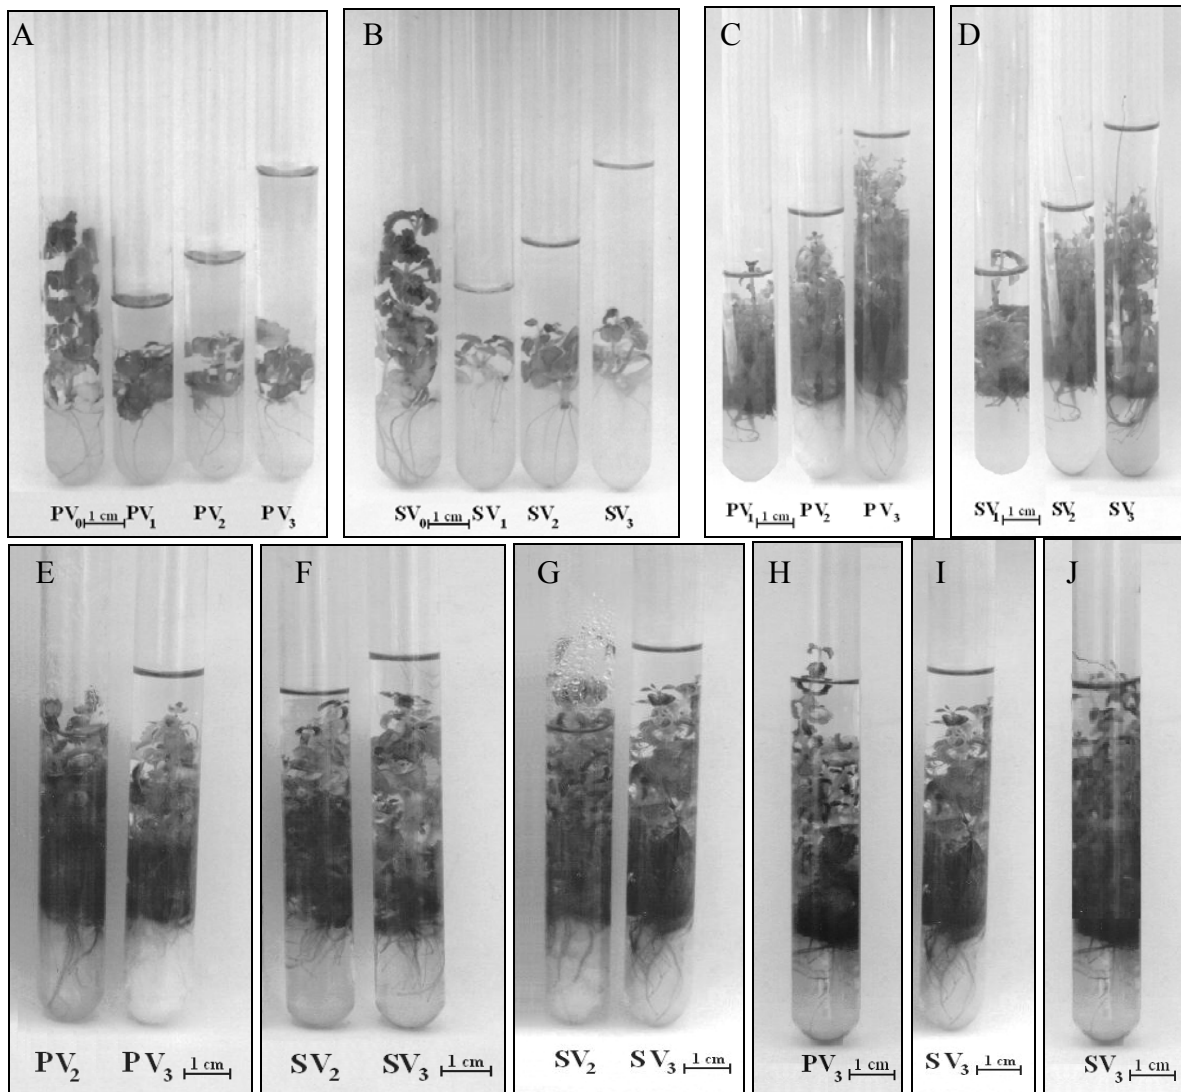 A
B
C
D
PV0 1 cm PV1 PV2 PV3
SV0 1 cm SV1 SV2 SV3
PV1 1 cm PV2 PV3
SV1 1 cm SV2 SV3
E
F
G
H
I
J
PV2 PV3 1 cm
SV2 SV3 1 cm
SV2 SV3 1 cm
PV3 1 cm
SV3 1 cm
SV3 1 cm